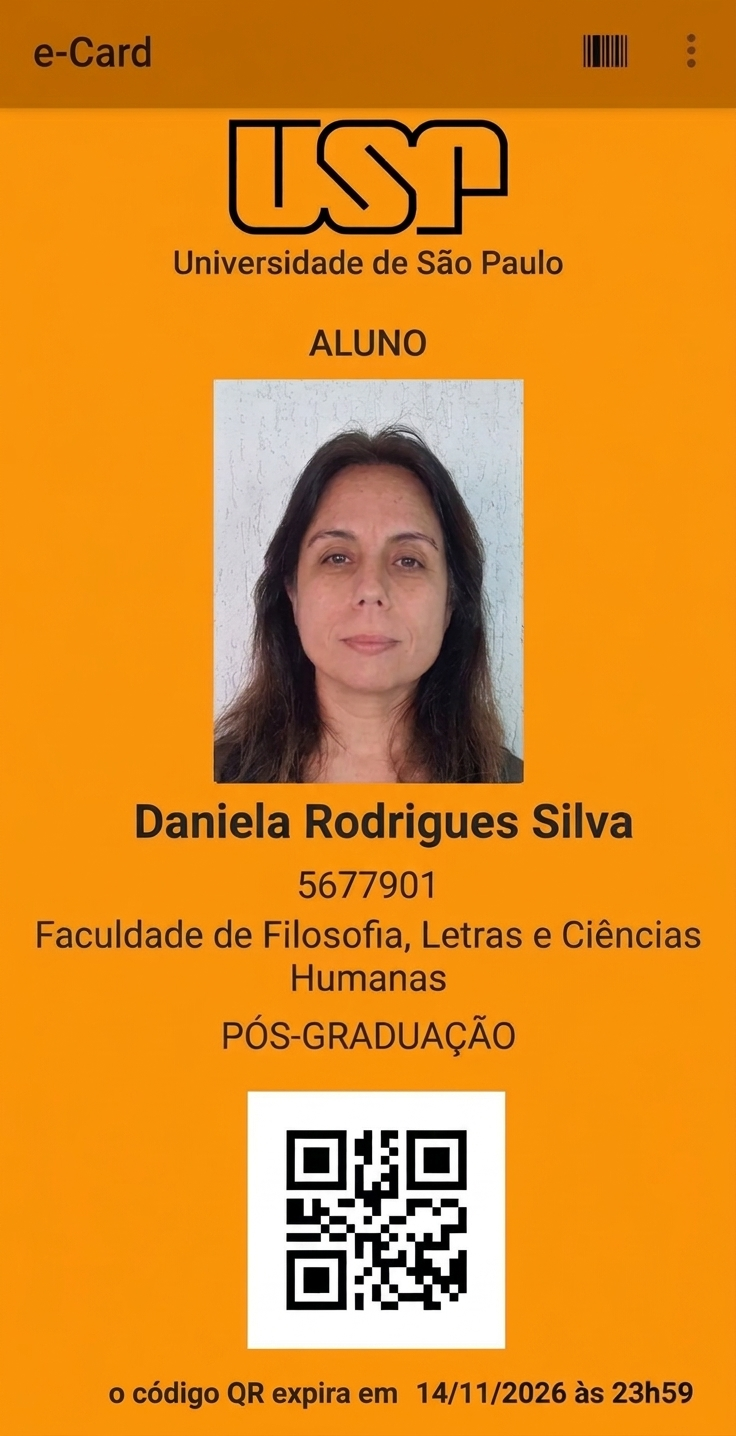 e-Card
USP
Universidade de São Paulo
ALUNO
Daniela Rodrigues Silva
5677901
Faculdade de Filosofia, Letras e Ciências
Humanas
PÓS-GRADUAÇÃO
o código QR expira em 14/11/2026 às 23h59